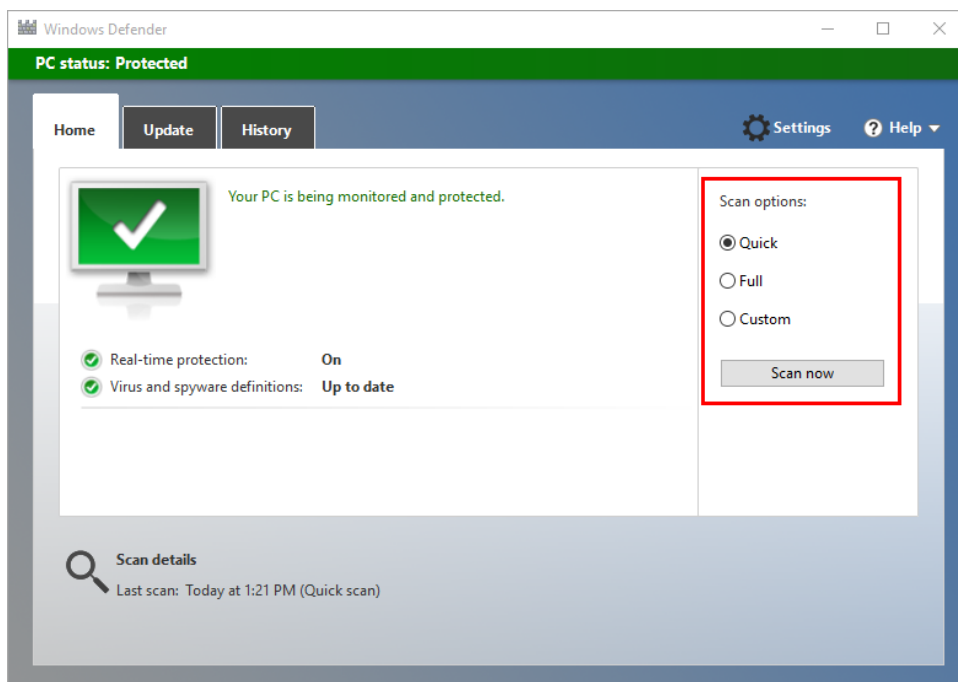 Windows Defender
PC status: Protected
Home Update History Settings Help
Your PC is being monitored and protected.
Scan options:
Quick
Full
Custom
Scan now
Real-time protection: On
Virus and spyware definitions: Up to date
Scan details
Last scan: Today at 1:21 PM (Quick scan)